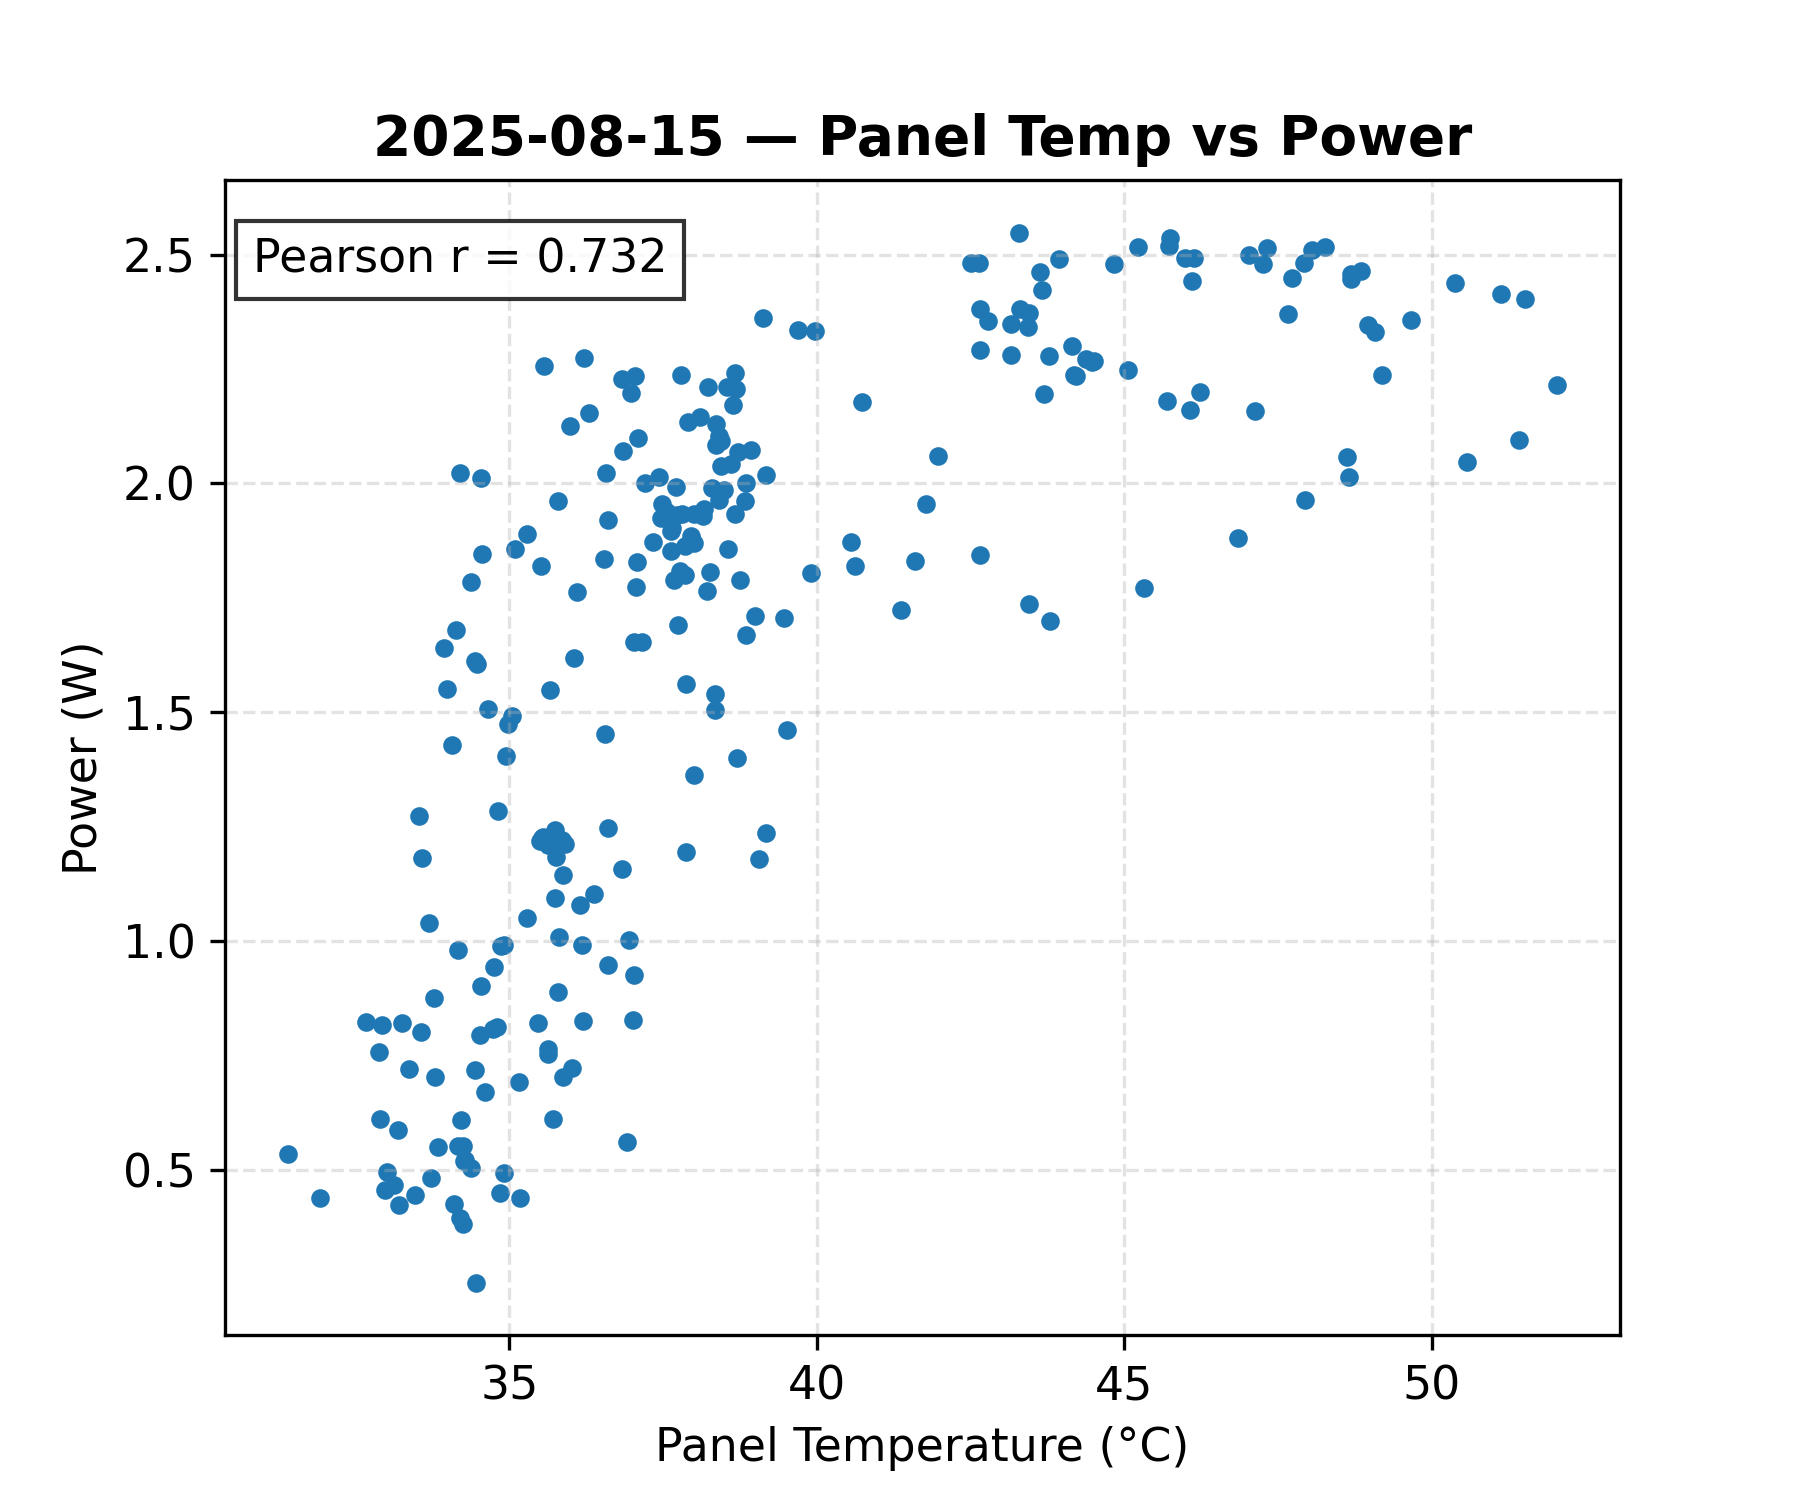 2025-08-15 — Panel Temp vs Power
Pearson r = 0.732
2.5
2.0
1.5
1.0
0.5
Power (W)
35 40 45 50
Panel Temperature (°C)